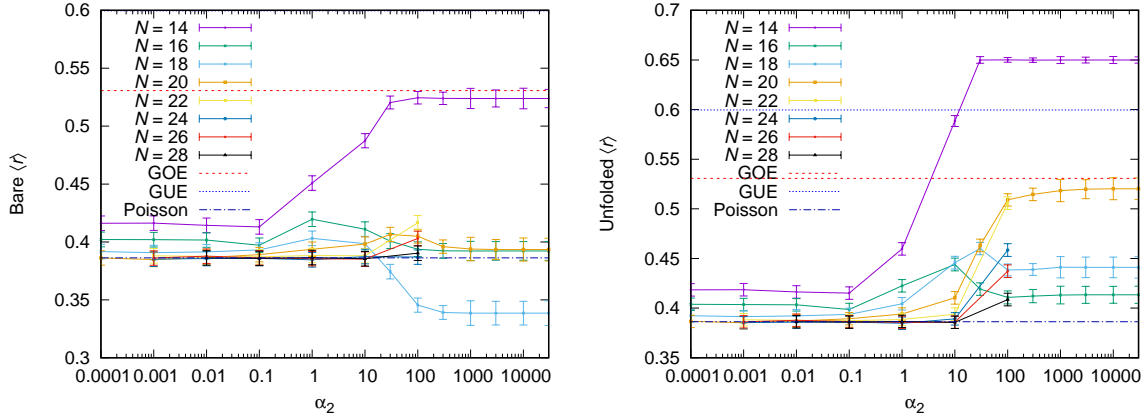 0.6
0.55
0.5
0.45
0.4
0.35
0.3
Bare ⟨r⟩
N = 14
N = 16
N = 18
N = 20
N = 22
N = 24
N = 26
N = 28
GOE
GUE
Poisson
0.0001 0.001 0.01 0.1 1 10 100 1000 10000
α2
0.7
0.65
0.6
0.55
0.5
0.45
0.4
0.35
Unfolded ⟨r⟩
N = 14
N = 16
N = 18
N = 20
N = 22
N = 24
N = 26
N = 28
GOE
GUE
Poisson
0.0001 0.001 0.01 0.1 1 10 100 1000 10000
α2